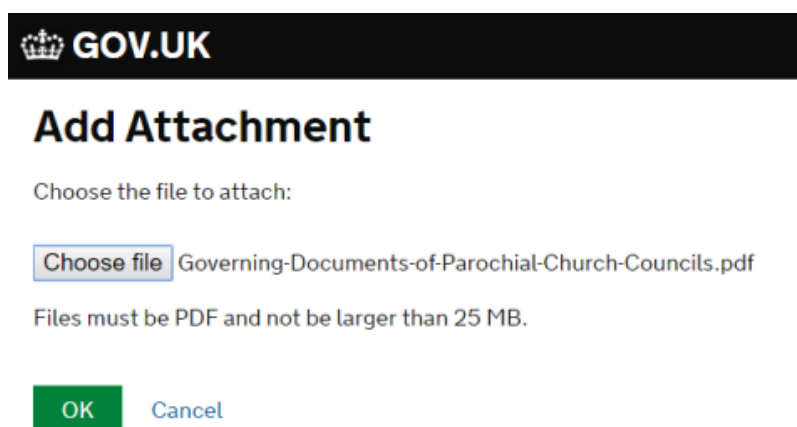 GOV.UK
Add Attachment
Choose the file to attach:
Choose file Governing-Documents-of-Parochial-Church-Councils.pdf
Files must be PDF and not be larger than 25 MB.
OK Cancel